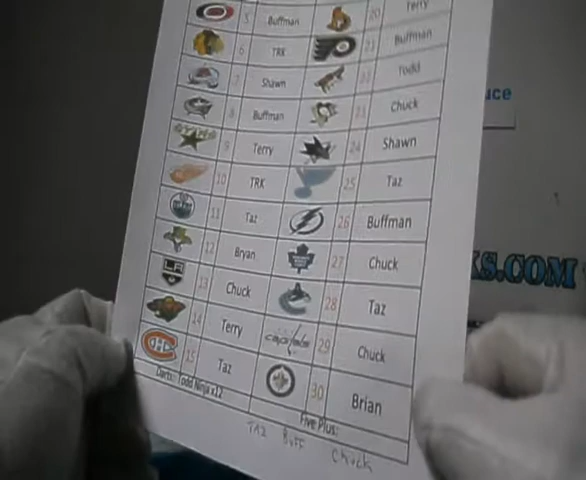 5 Buffman 20 Terry
6 TRK 21 Buffman
7 Shawn 22 Todd
8 Buffman 23 Chuck
9 Terry 24 Shawn
10 TRK 25 Taz
11 Taz 26 Buffman
12 Bryan 27 Chuck
13 Chuck 28 Taz
14 Terry 29 Chuck
15 Taz 30 Brian
Darts: Todd Ninja x12 Five Plus:
TAZ Buff Chuck
STARS
LA
KS.COM